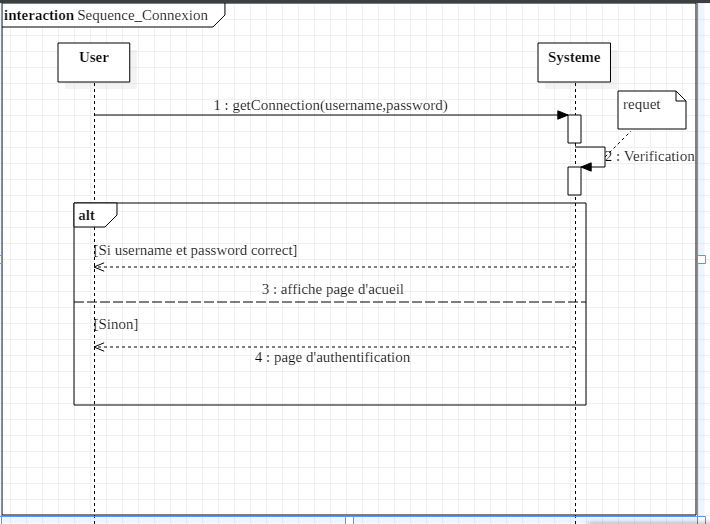 interaction Sequence_Connexion
User
Systeme
1 : getConnection(username,password)
requet
2 : Verification
alt
[Si username et password correct]
3 : affiche page d'acueil
[Sinon]
4 : page d'authentification